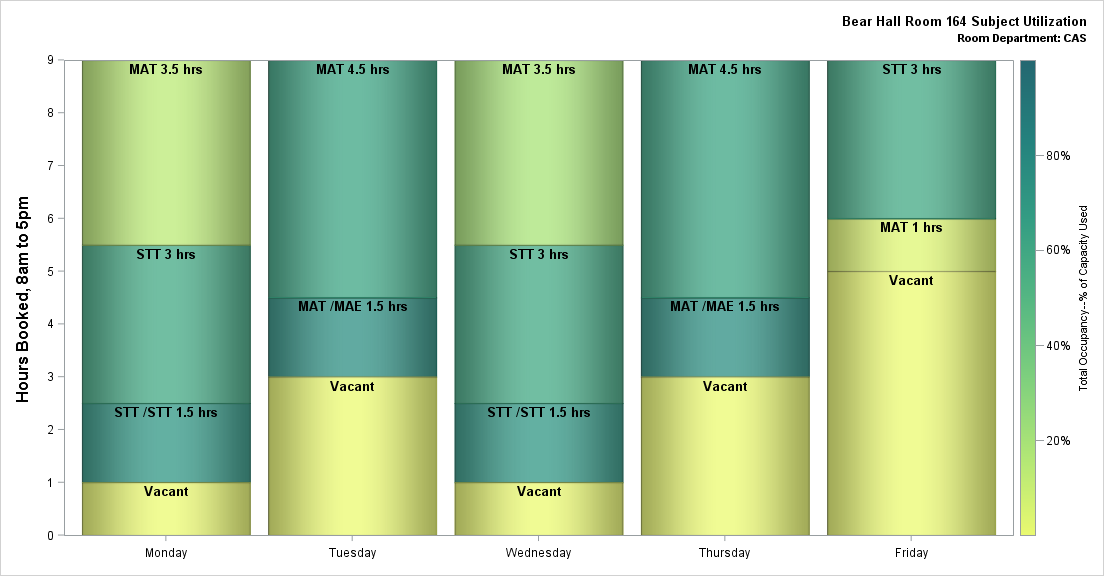 Bear Hall Room 164 Subject Utilization
Room Department: CAS
Hours Booked, 8am to 5pm
9
8
7
6
5
4
3
2
1
0
MAT 3.5 hrs
STT 3 hrs
STT /STT 1.5 hrs
Vacant
MAT 4.5 hrs
MAT /MAE 1.5 hrs
Vacant
MAT 3.5 hrs
STT 3 hrs
STT /STT 1.5 hrs
Vacant
MAT 4.5 hrs
MAT /MAE 1.5 hrs
Vacant
STT 3 hrs
MAT 1 hrs
Vacant
Monday
Tuesday
Wednesday
Thursday
Friday
80%
60%
40%
20%
Total Occupancy--% of Capacity Used